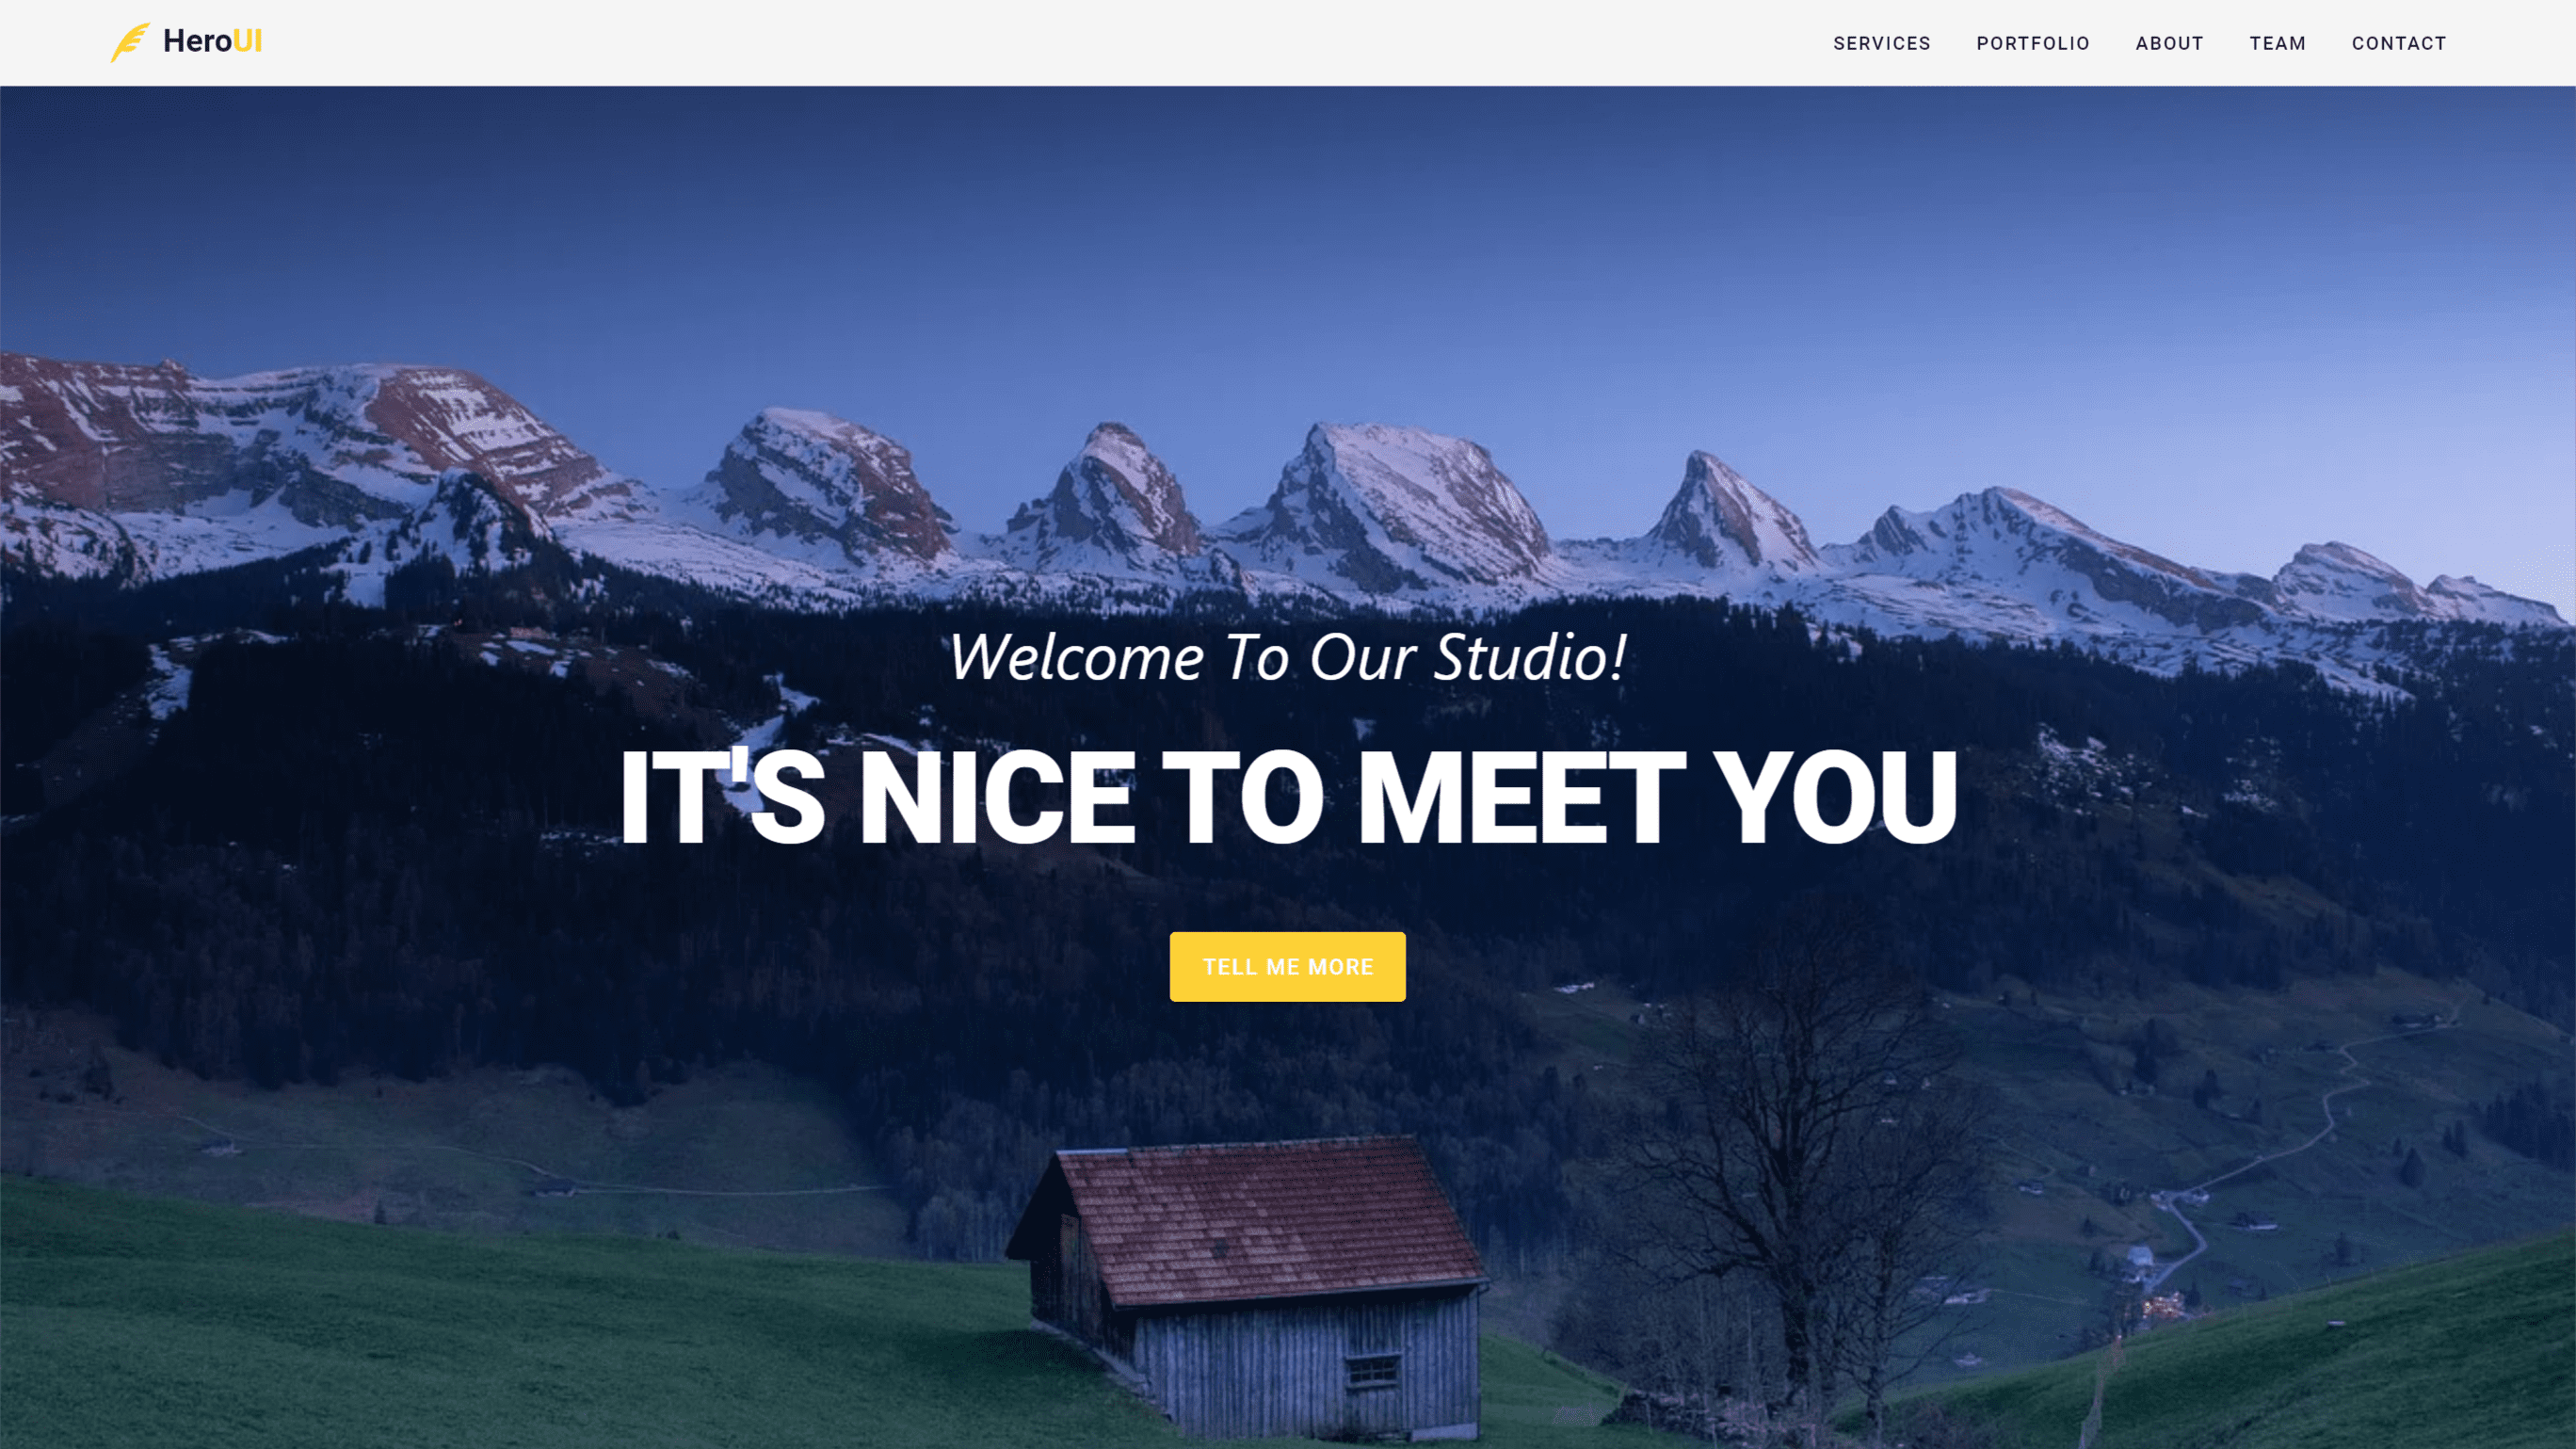 HeroUI
SERVICES PORTFOLIO ABOUT TEAM CONTACT
Welcome To Our Studio!
IT'S NICE TO MEET YOU
TELL ME MORE